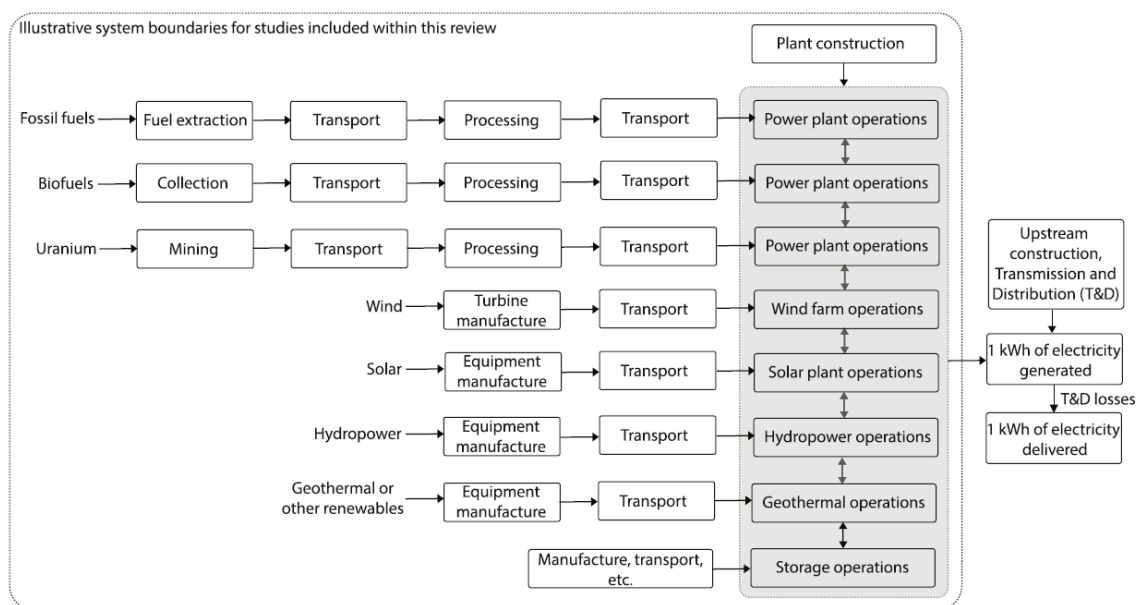 Illustrative system boundaries for studies included within this review
Plant construction
Fossil fuels
Fuel extraction
Transport
Processing
Transport
Power plant operations
Biofuels
Collection
Transport
Processing
Transport
Power plant operations
Uranium
Mining
Transport
Processing
Transport
Power plant operations
Wind
Turbine
manufacture
Transport
Wind farm operations
Solar
Equipment
manufacture
Transport
Solar plant operations
Hydropower
Equipment
manufacture
Transport
Hydropower operations
Geothermal or
other renewables
Equipment
manufacture
Transport
Geothermal operations
Manufacture, transport,
etc.
Storage operations
Upstream
construction,
Transmission and
Distribution (T&D)
1 kWh of electricity
generated
T&D losses
1 kWh of electricity
delivered